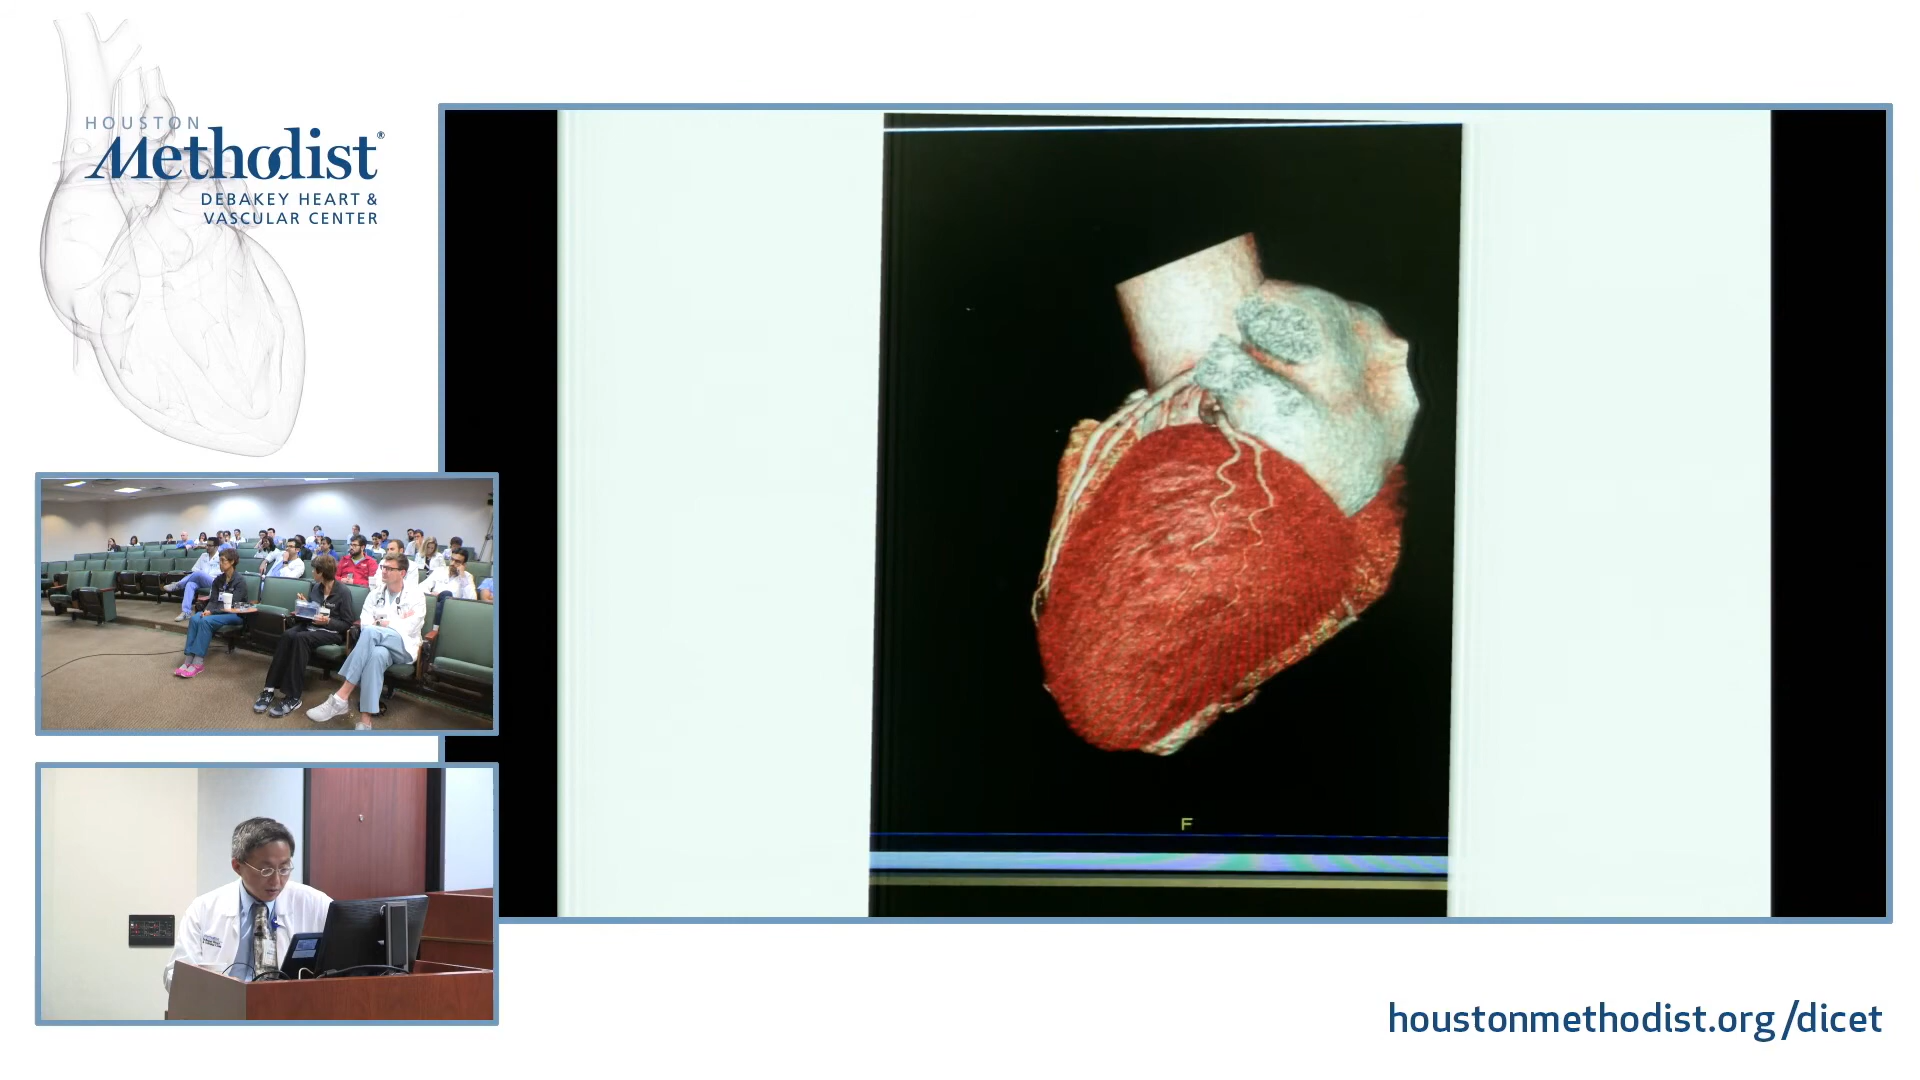 HOUSTON
Methodist®
DEBAKEY HEART &
VASCULAR CENTER
F
houstonmethodist.org/dicet